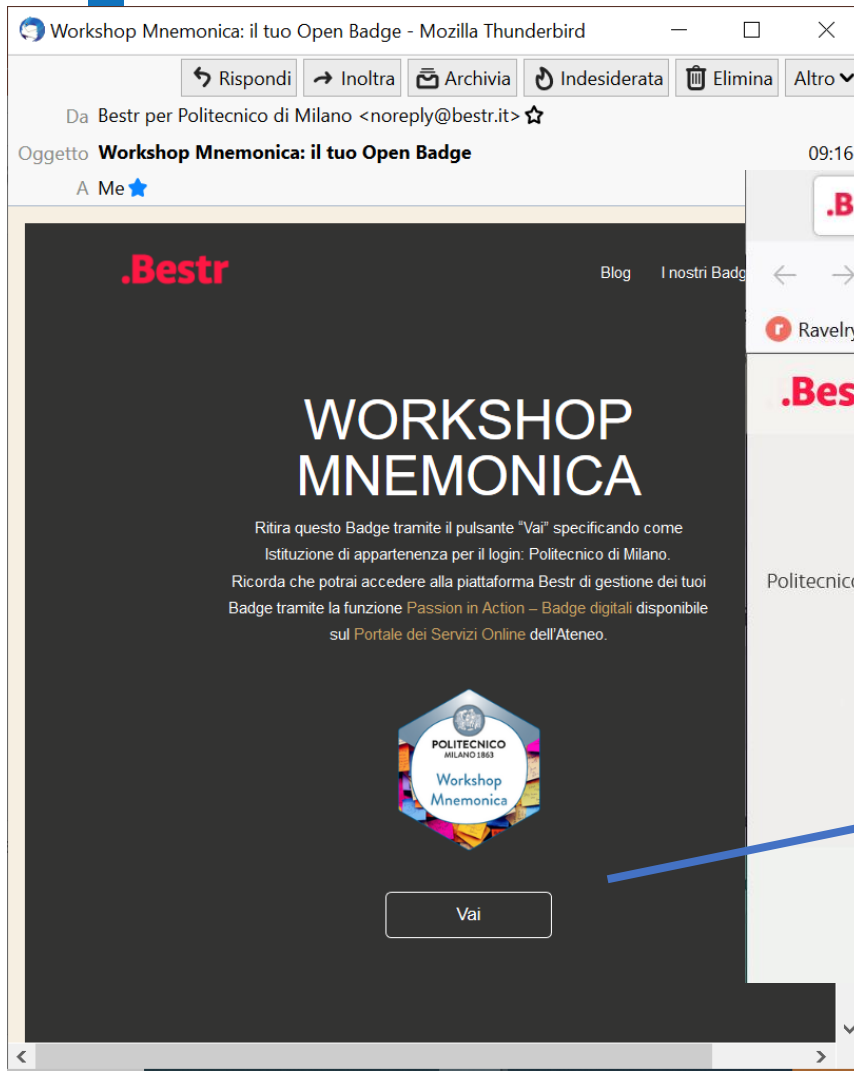 Workshop Mnemonica: il tuo Open Badge - Mozilla Thunderbird
Rispondi Inoltra Archivia Indesiderata Elimina Altro
Da Bestr per Politecnico di Milano <noreply@bestr.it>
Oggetto Workshop Mnemonica: il tuo Open Badge 09:16
A Me
.B
.Bestr Blog I nostri Badg
Ravelry
.Bes
WORKSHOP
MNEMONICA
Ritira questo Badge tramite il pulsante “Vai” specificando come
Istituzione di appartenenza per il login: Politecnico di Milano.
Ricorda che potrai accedere alla piattaforma Bestr di gestione dei tuoi
Badge tramite la funzione Passion in Action – Badge digitali disponibile
sul Portale dei Servizi Online dell'Ateneo.
Politecnico
POLITECNICO
MILANO 1863
Workshop
Mnemonica
Vai